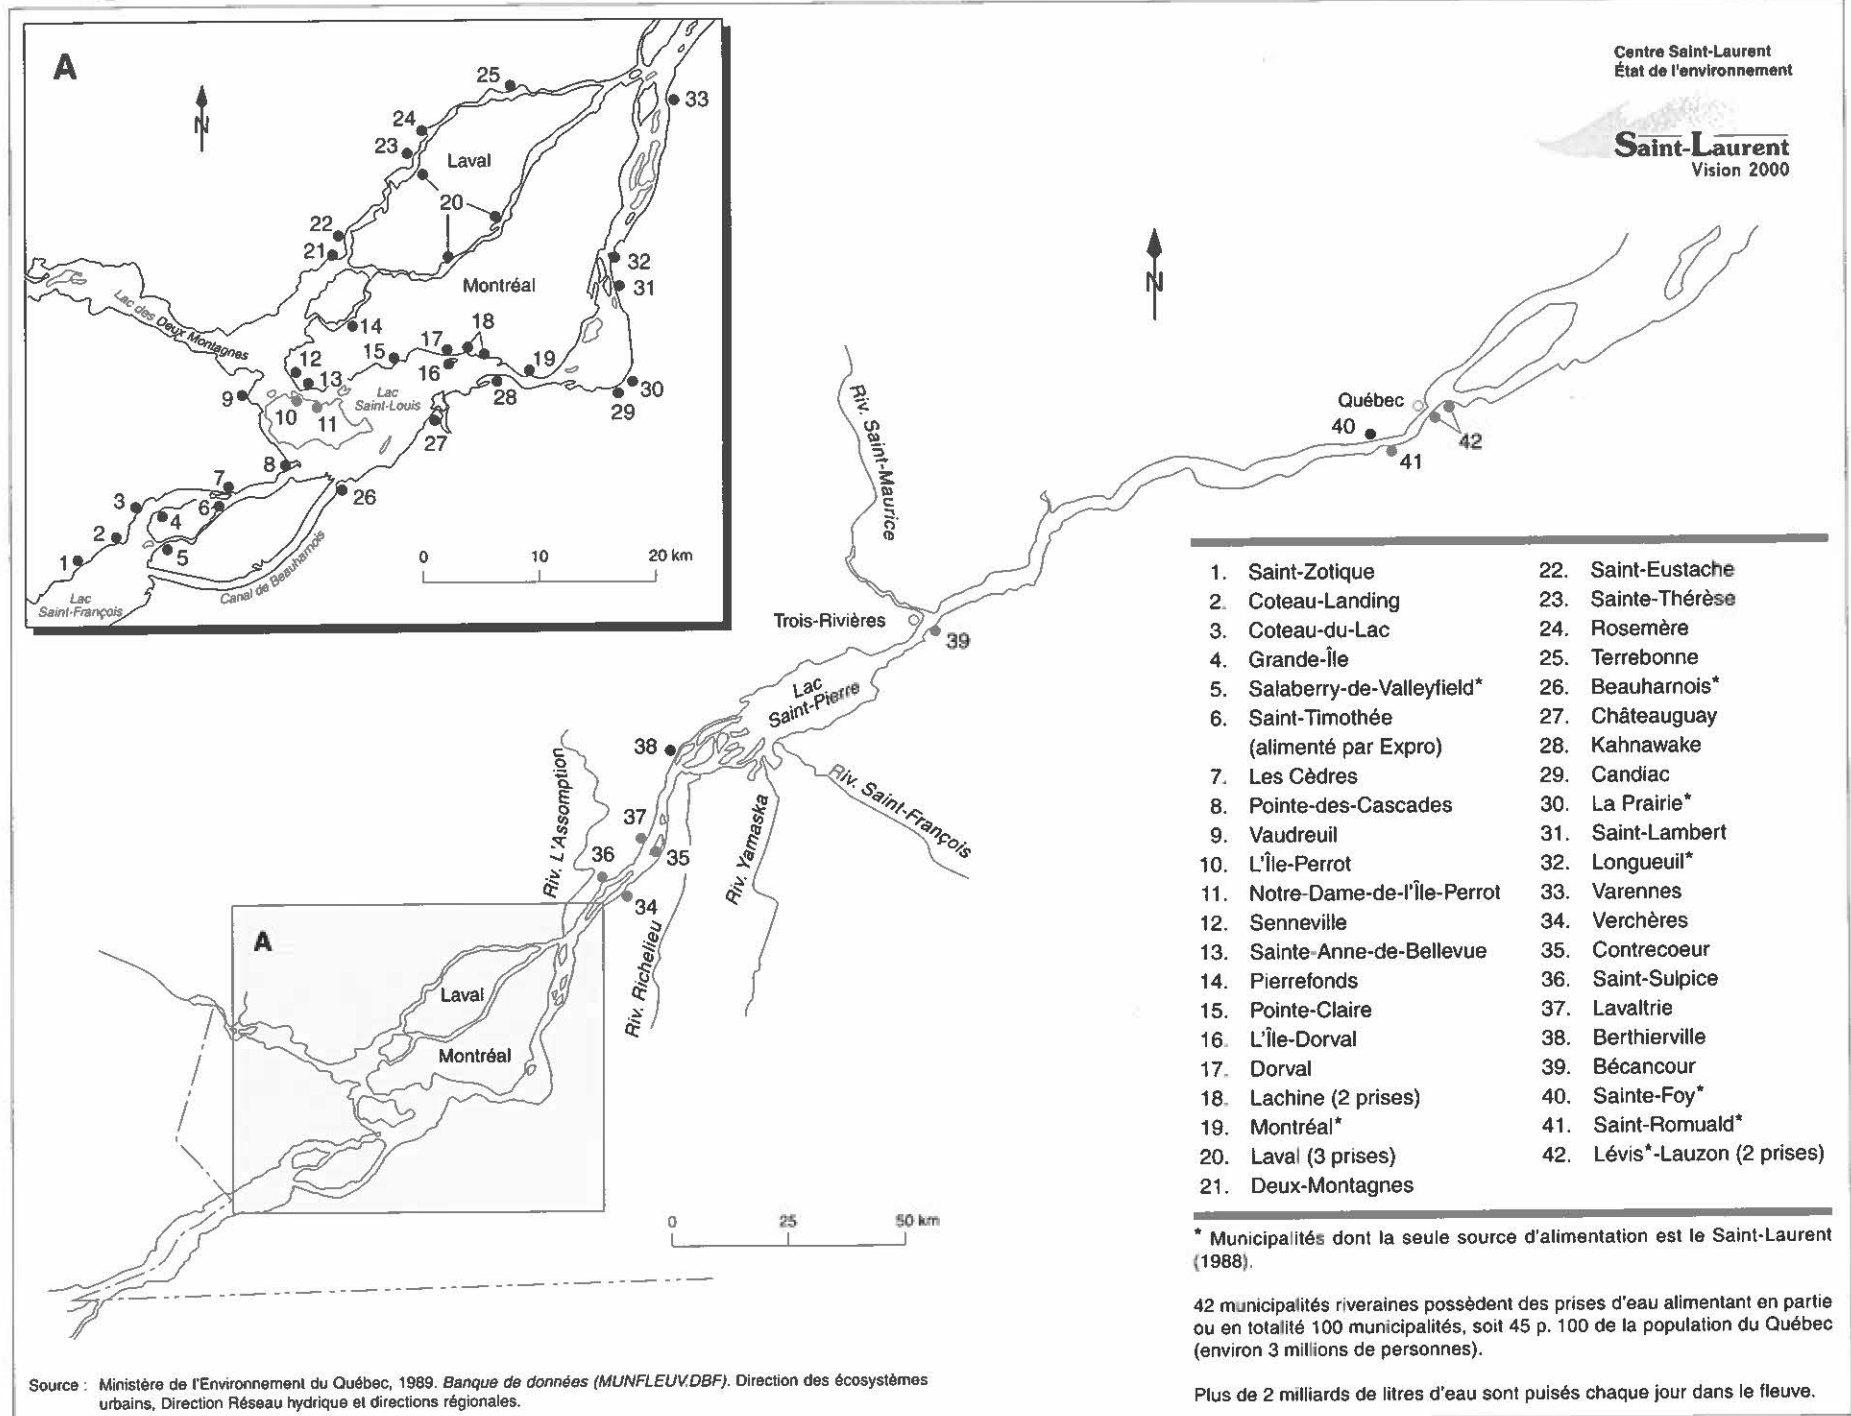 A
N
25
33
24
23
Laval
20
22
21
32
Montréal
31
Lac des Deux Montagnes
14
18
17
12
15
19
13
16
30
9
Lac
Saint-Louis
10
11
28
29
27
8
7
26
3
6
4
2
5
1
0 10 20 km
Canal de Beauharnois
Lac
Saint-François
Centre Saint-Laurent
État de l'environnement
Saint-Laurent
Vision 2000
N
Riv. Saint-Maurice
Québec
40
42
41
Trois-Rivières
39
Lac
Saint-Pierre
38
Riv. L'Assomption
Riv. Saint-François
Riv. Yamaska
37
35
36
34
Riv. Richelieu
A
Laval
Montréal
0 25 50 km
1. Saint-Zotique
2. Coteau-Landing
3. Coteau-du-Lac
4. Grande-Île
5. Salaberry-de-Valleyfield*
6. Saint-Timothée
(alimenté par Expro)
7. Les Cèdres
8. Pointe-des-Cascades
9. Vaudreuil
10. L'Île-Perrot
11. Notre-Dame-de-l'Île-Perrot
12. Senneville
13. Sainte-Anne-de-Bellevue
14. Pierrefonds
15. Pointe-Claire
16. L'Île-Dorval
17. Dorval
18. Lachine (2 prises)
19. Montréal*
20. Laval (3 prises)
21. Deux-Montagnes
22. Saint-Eustache
23. Sainte-Thérèse
24. Rosemère
25. Terrebonne
26. Beauharnois*
27. Châteauguay
28. Kahnawake
29. Candiac
30. La Prairie*
31. Saint-Lambert
32. Longueuil*
33. Varennes
34. Verchères
35. Contrecoeur
36. Saint-Sulpice
37. Lavaltrie
38. Berthierville
39. Bécancour
40. Sainte-Foy*
41. Saint-Romuald*
42. Lévis*-Lauzon (2 prises)
* Municipalités dont la seule source d'alimentation est le Saint-Laurent
(1988).
42 municipalités riveraines possèdent des prises d'eau alimentant en partie
ou en totalité 100 municipalités, soit 45 p. 100 de la population du Québec
(environ 3 millions de personnes).
Plus de 2 milliards de litres d'eau sont puisés chaque jour dans le fleuve.
Source : Ministère de l'Environnement du Québec, 1989. Banque de données (MUNFLEUV.DBF). Direction des écosystèmes
urbains, Direction Réseau hydrique et directions régionales.